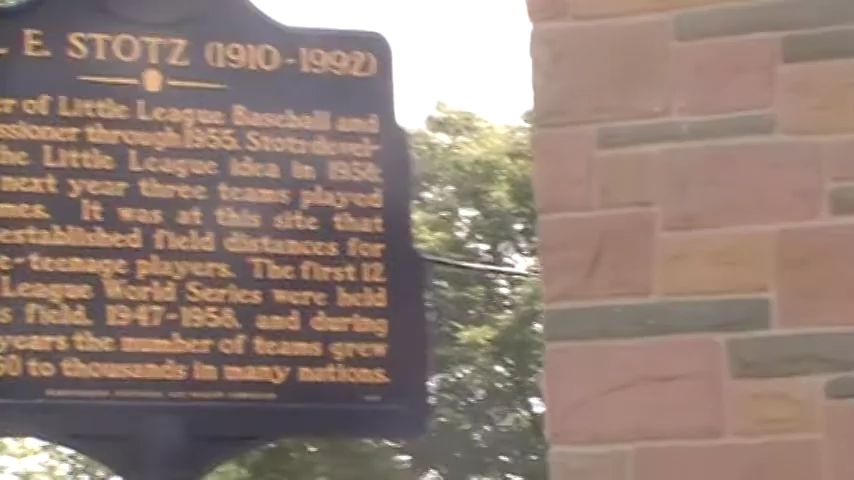 . E. STOTZ (1910-1992)
er of Little League Baseball and
ssioner through 1955. Stotz devel-
he Little League idea in 1938;
next year three teams played
mes. It was at this site that
established field distances for
e-teenage players. The first 12
League World Series were held
s field, 1947-1958, and during
years the number of teams grew
60 to thousands in many nations.